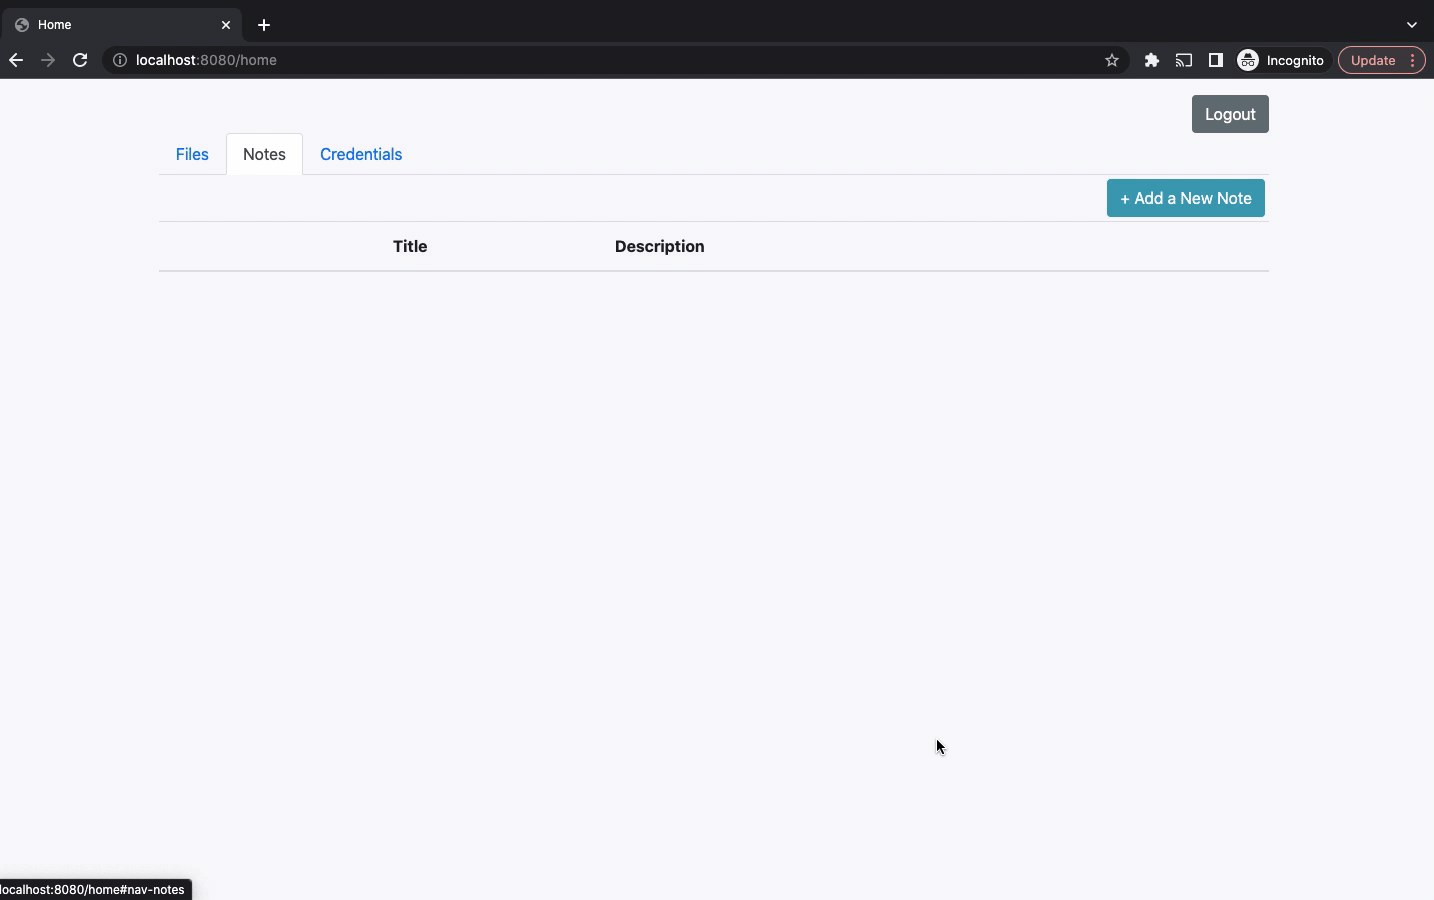 Home
localhost:8080/home
Incognito
Update
Logout
Files Notes Credentials
+ Add a New Note
Title Description
localhost:8080/home#nav-notes